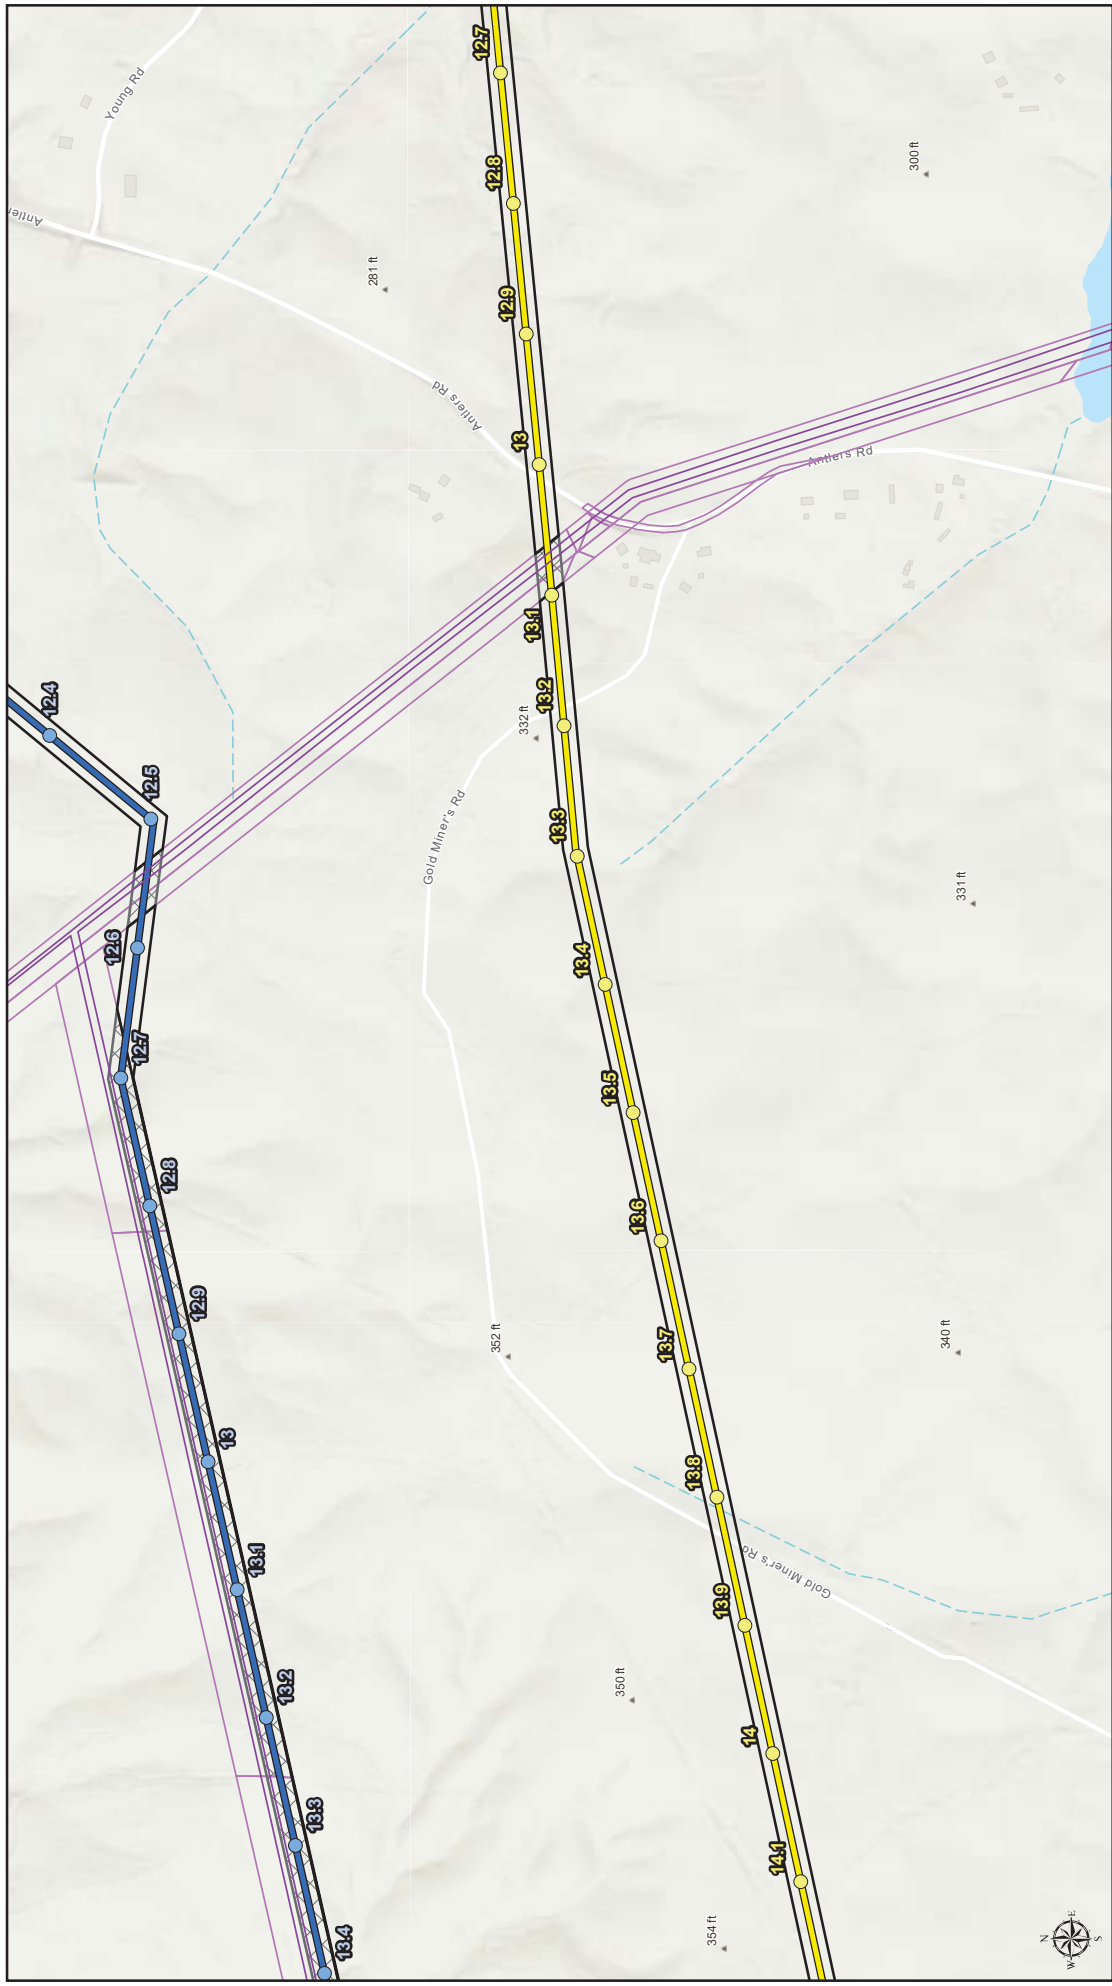 Young Rd
Antler
12.7
12.8
300 ft
281 ft
12.9
Antlers Rd
13
Antlers Rd
13.1
12.4
332 ft
13.2
12.5
Gold Miner's Rd
13.3
331 ft
12.6
13.4
12.7
13.5
12.8
13.6
12.9
352 ft
13.7
340 ft
13
13.8
13.1
Gold Miner's Rd
13.9
13.2
350 ft
14
13.3
14.1
13.4
354 ft
N
W
E
S